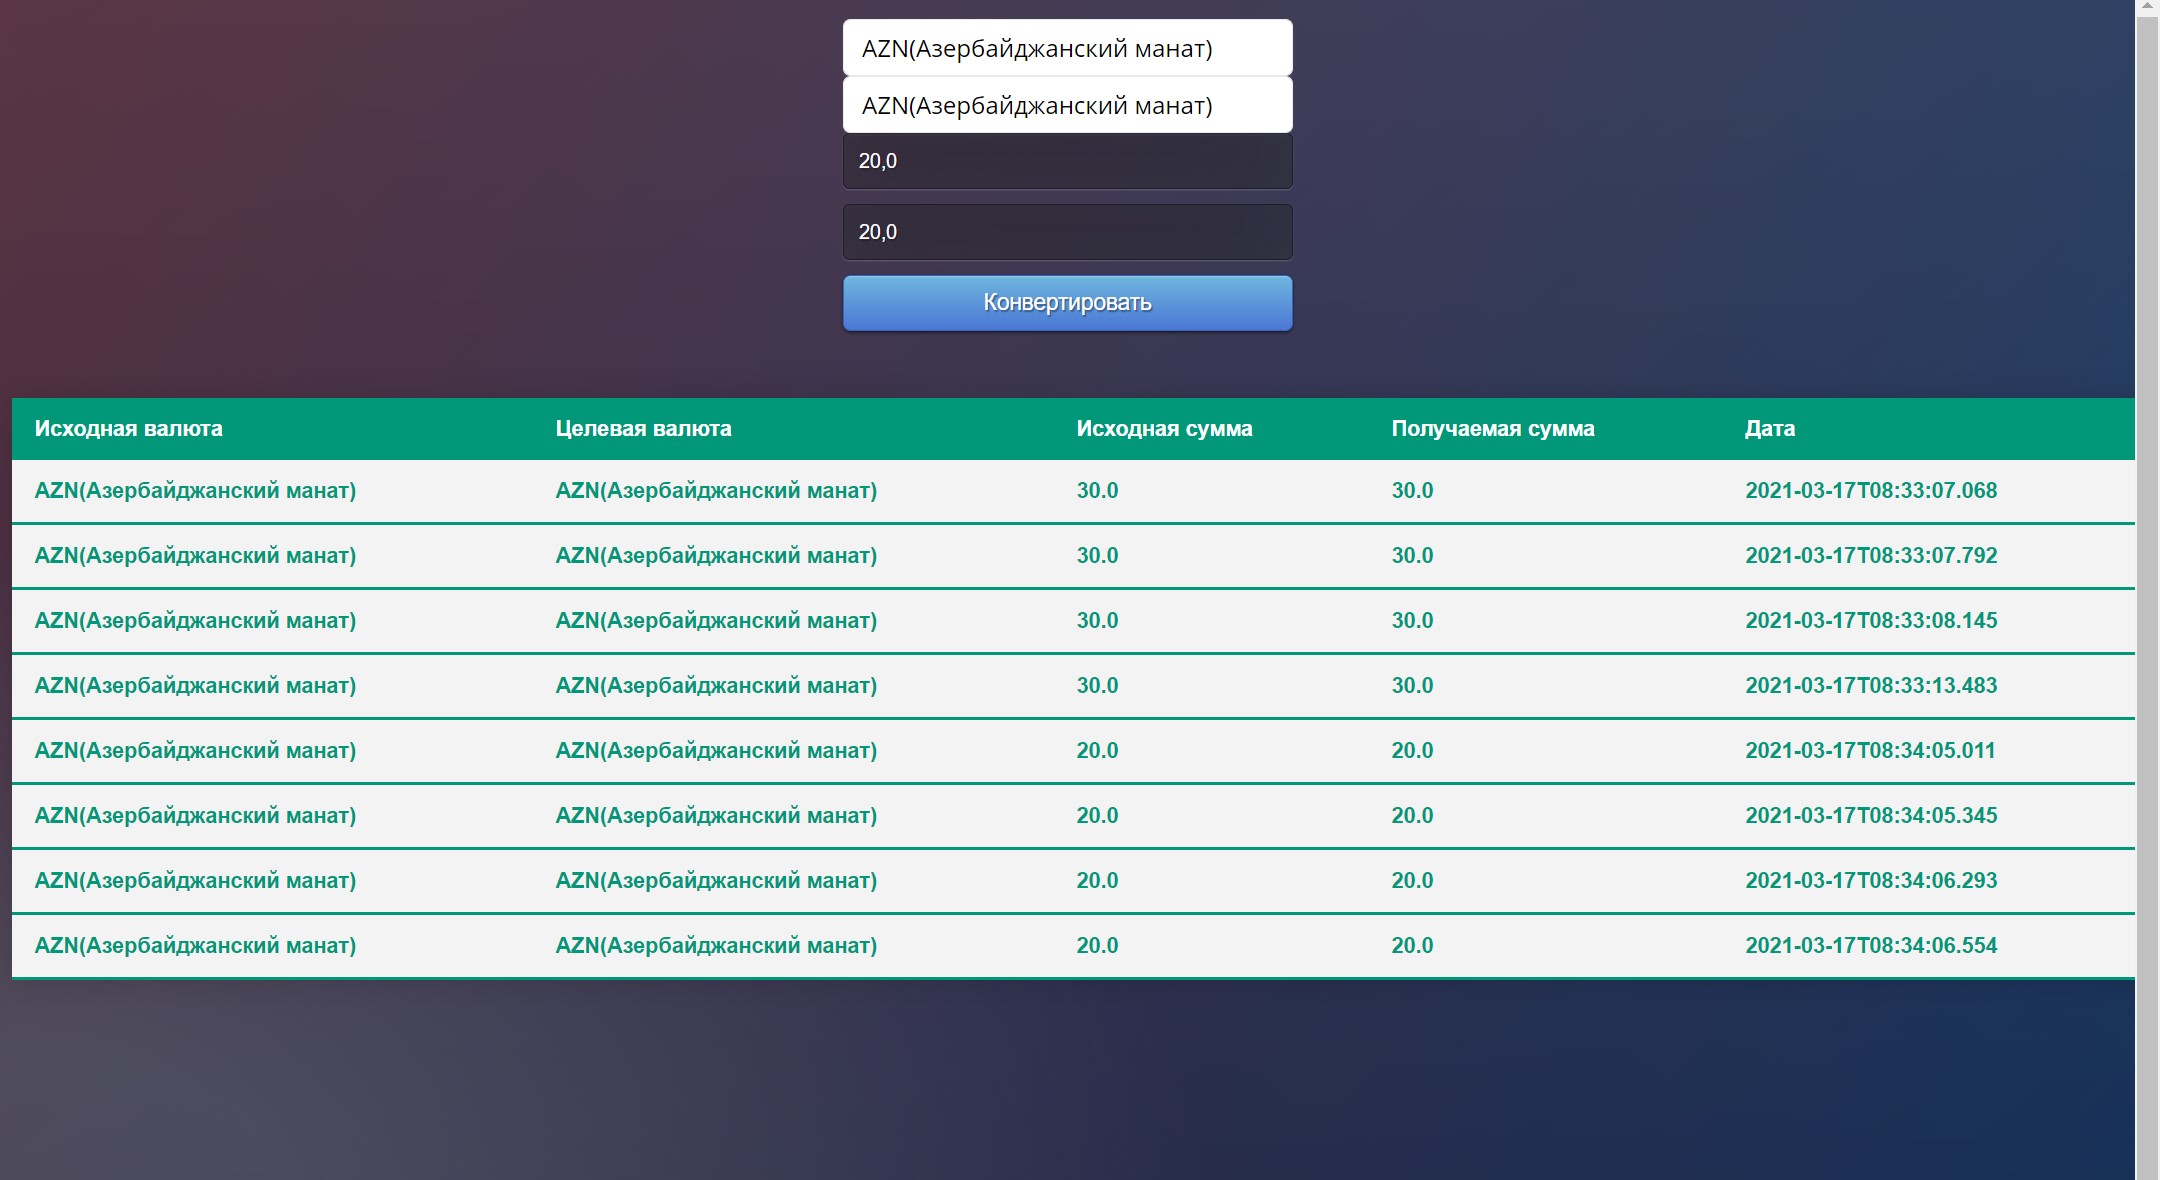 AZN(Азербайджанский манат)
AZN(Азербайджанский манат)
20,0
20,0
Конвертировать
Исходная валюта Целевая валюта Исходная сумма Получаемая сумма Дата
AZN(Азербайджанский манат) AZN(Азербайджанский манат) 30.0 30.0 2021-03-17T08:33:07.068
AZN(Азербайджанский манат) AZN(Азербайджанский манат) 30.0 30.0 2021-03-17T08:33:07.792
AZN(Азербайджанский манат) AZN(Азербайджанский манат) 30.0 30.0 2021-03-17T08:33:08.145
AZN(Азербайджанский манат) AZN(Азербайджанский манат) 30.0 30.0 2021-03-17T08:33:13.483
AZN(Азербайджанский манат) AZN(Азербайджанский манат) 20.0 20.0 2021-03-17T08:34:05.011
AZN(Азербайджанский манат) AZN(Азербайджанский манат) 20.0 20.0 2021-03-17T08:34:05.345
AZN(Азербайджанский манат) AZN(Азербайджанский манат) 20.0 20.0 2021-03-17T08:34:06.293
AZN(Азербайджанский манат) AZN(Азербайджанский манат) 20.0 20.0 2021-03-17T08:34:06.554